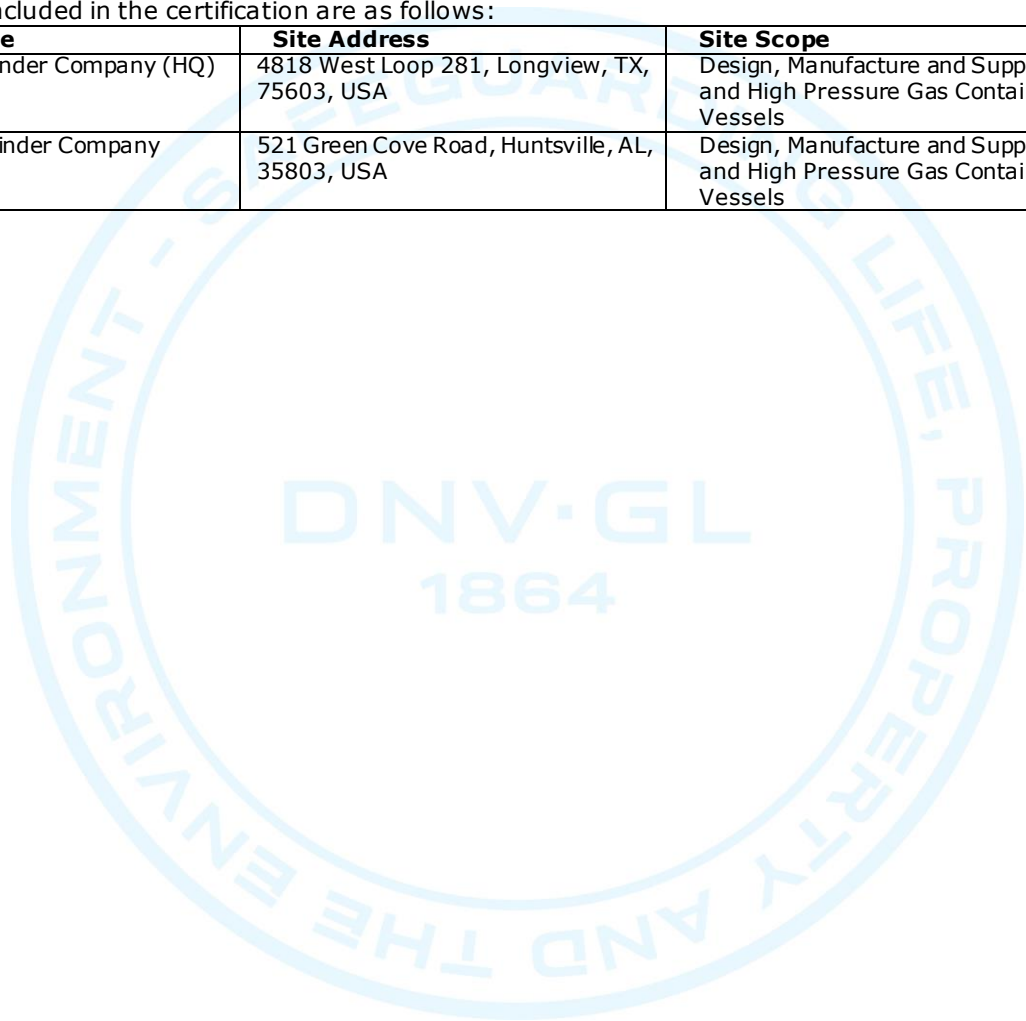 ncluded in the certification are as follows:
e
Site Address
Site Scope
nder Company (HQ)
4818 West Loop 281, Longview, TX,
75603, USA
Design, Manufacture and Supp
and High Pressure Gas Contai
Vessels
inder Company
521 Green Cove Road, Huntsville, AL,
35803, USA
Design, Manufacture and Supp
and High Pressure Gas Contai
Vessels
SAFEGUARDING LIFE, PROPERTY AND THE ENVIRONMENT -
DNV·GL
1864